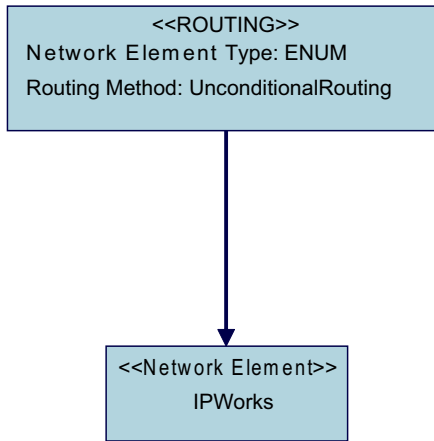 <<ROUTING>>
Network Element Type: ENUM
Routing Method: UnconditionalRouting
<<Network Element>>
IPWorks